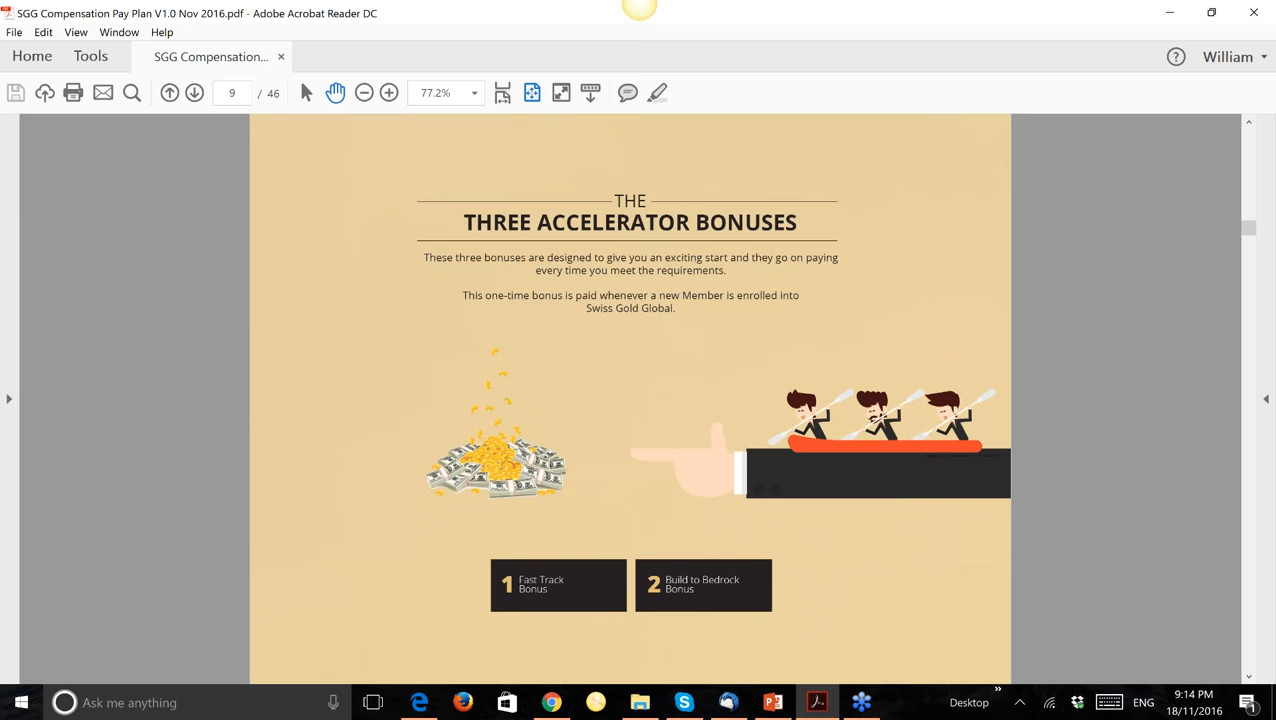 SGG Compensation Pay Plan V1.0 Nov 2016.pdf - Adobe Acrobat Reader DC
File Edit View Window Help
Home Tools SGG Compensation... × ? William
9 / 46 77.2%
THE
THREE ACCELERATOR BONUSES
These three bonuses are designed to give you an exciting start and they go on paying
every time you meet the requirements.
This one-time bonus is paid whenever a new Member is enrolled into
Swiss Gold Global.
1 Fast Track
Bonus
2 Build to Bedrock
Bonus
Ask me anything
Desktop
ENG
9:14 PM
18/11/2016
1